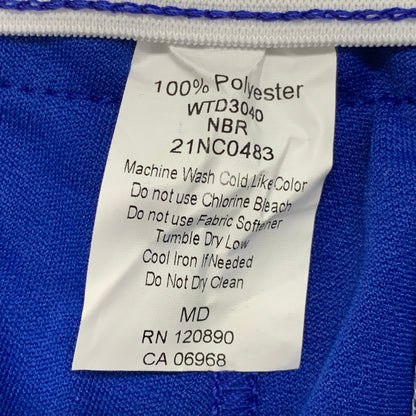 100% Polyester
WTD3040
NBR
21NC0483
Machine Wash Cold, Like Color
Do not use Chlorine Bleach
Do not use Fabric Softener
Tumble Dry Low
Cool Iron If Needed
Do Not Dry Clean
MD
RN 120890
CA 06968